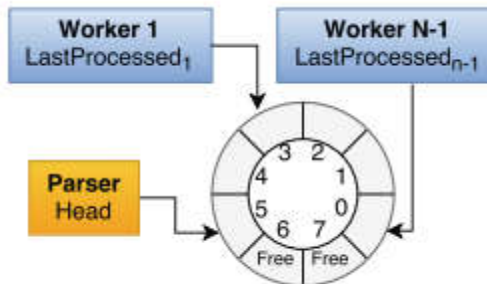 Worker 1
LastProcessed1
Worker N-1
LastProcessedn-1
Parser
Head
3 2
4 1
5 0
6 7
Free Free